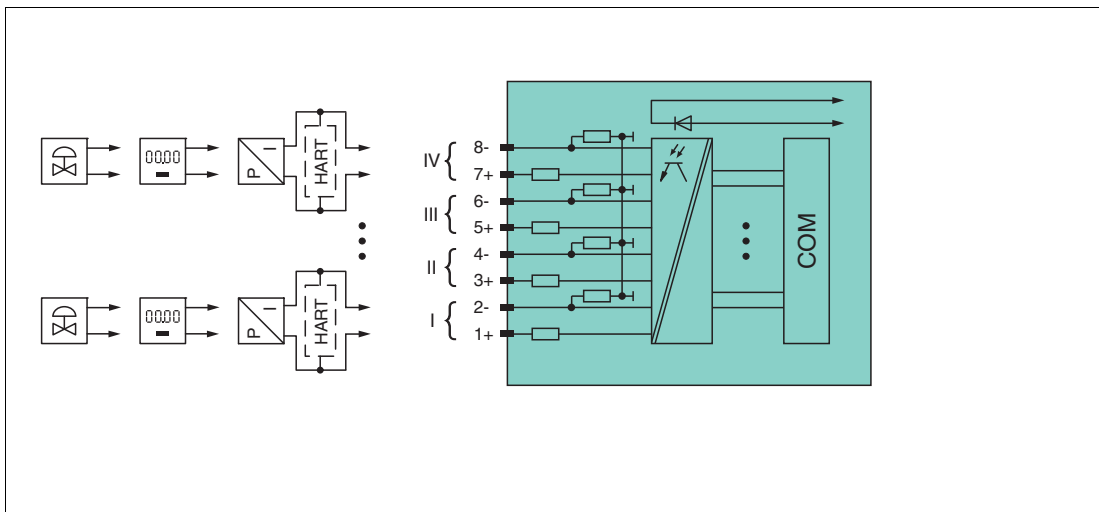 00.00
P
I
HART
IV
8-
7+
III
6-
5+
II
4-
3+
I
2-
1+
COM
00.00
P
I
HART